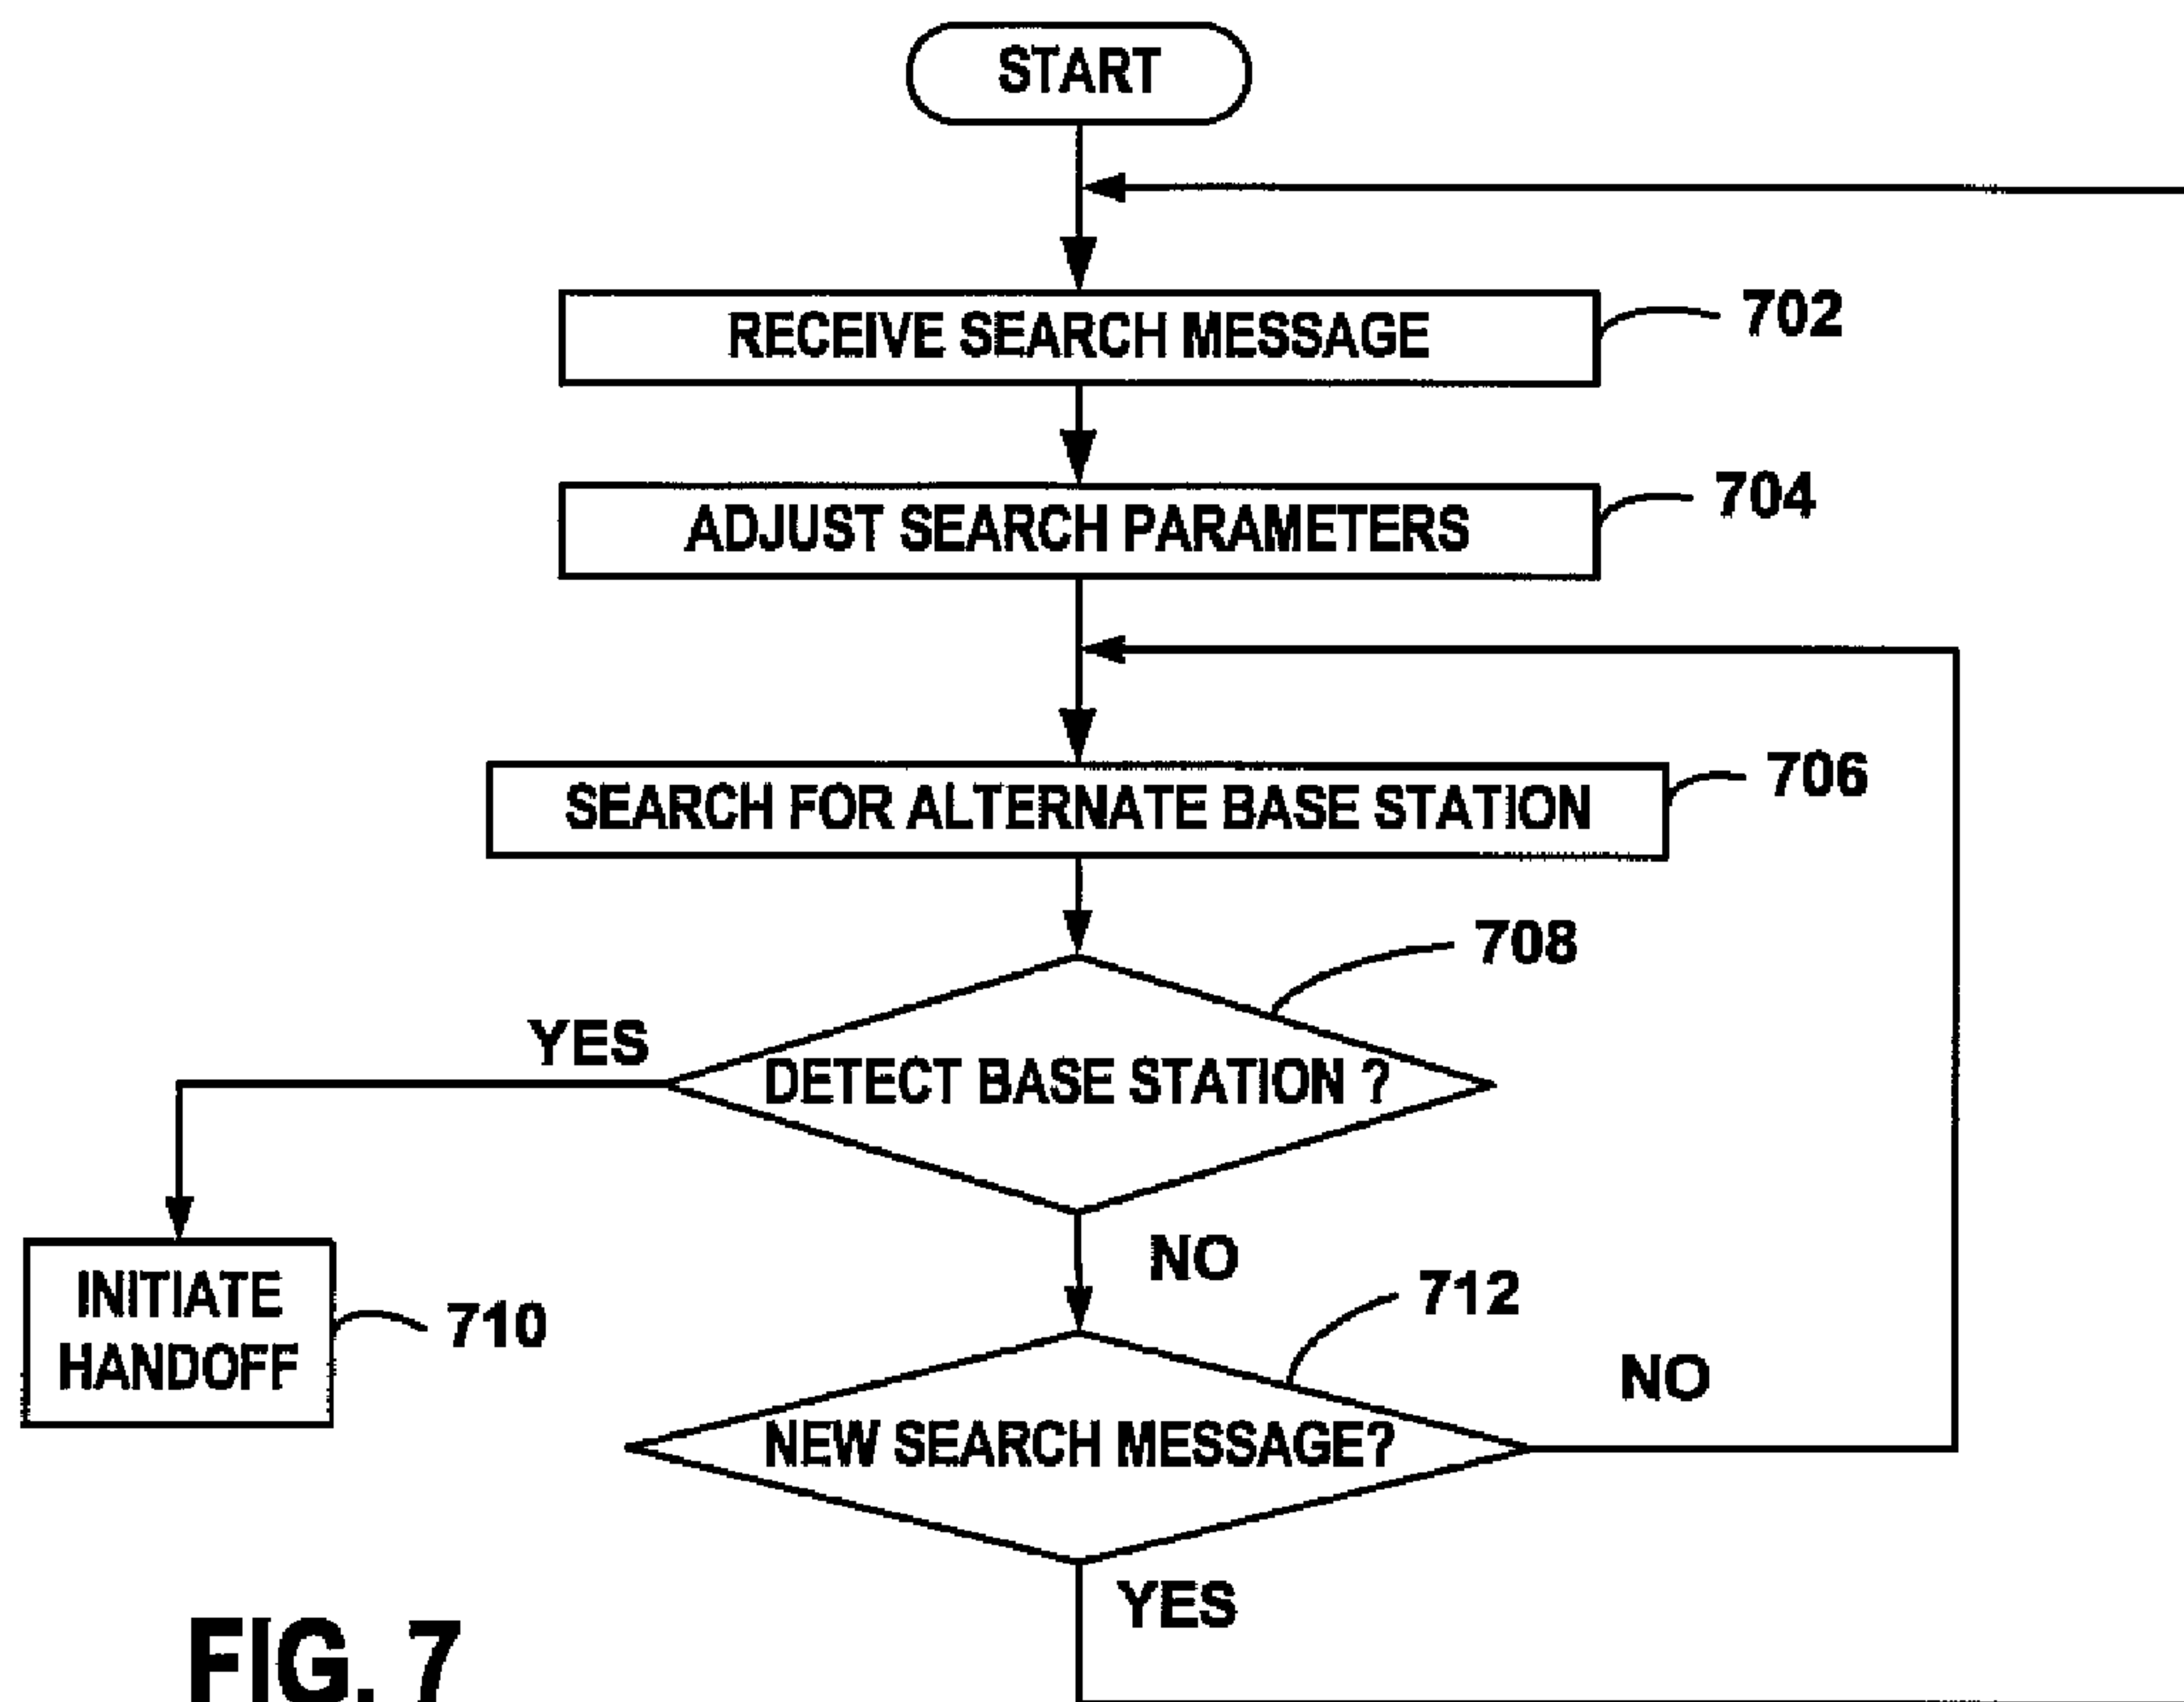 START
RECEIVE SEARCH MESSAGE
702
ADJUST SEARCH PARAMETERS
704
SEARCH FOR ALTERNATE BASE STATION
706
708
YES
DETECT BASE STATION ?
NO
INITIATE
HANDOFF
710
712
NO
NEW SEARCH MESSAGE?
YES
FIG. 7